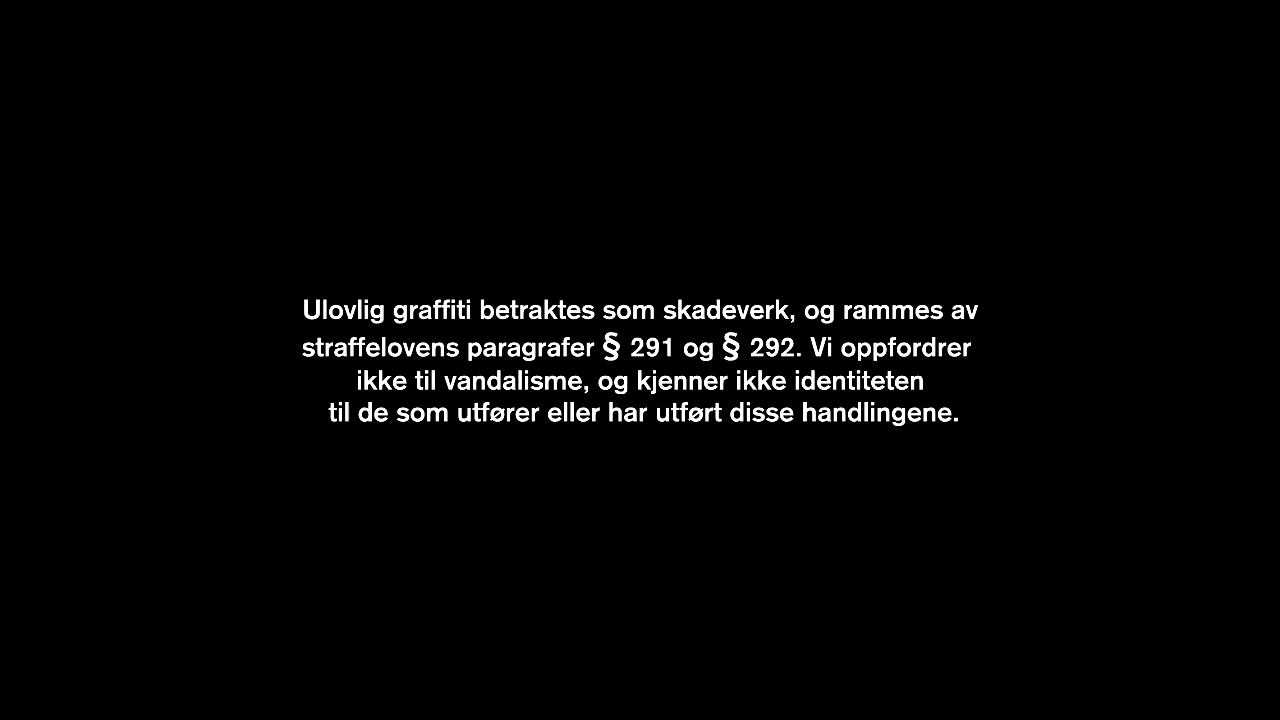 Ulovlig graffiti betraktes som skadeverk, og rammes av
straffelovens paragrafer § 291 og § 292. Vi oppfordrer
ikke til vandalisme, og kjenner ikke identiteten
til de som utfører eller har utført disse handlingene.